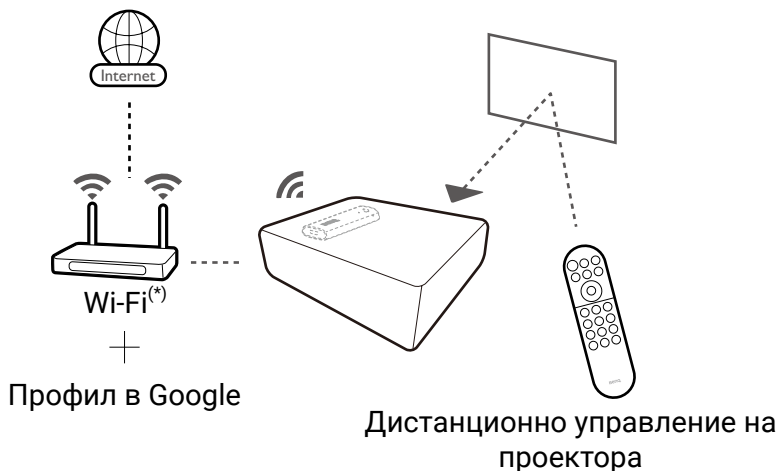 Internet
Wi-Fi(*)
Профил в Google
Дистанционно управление на
проектора